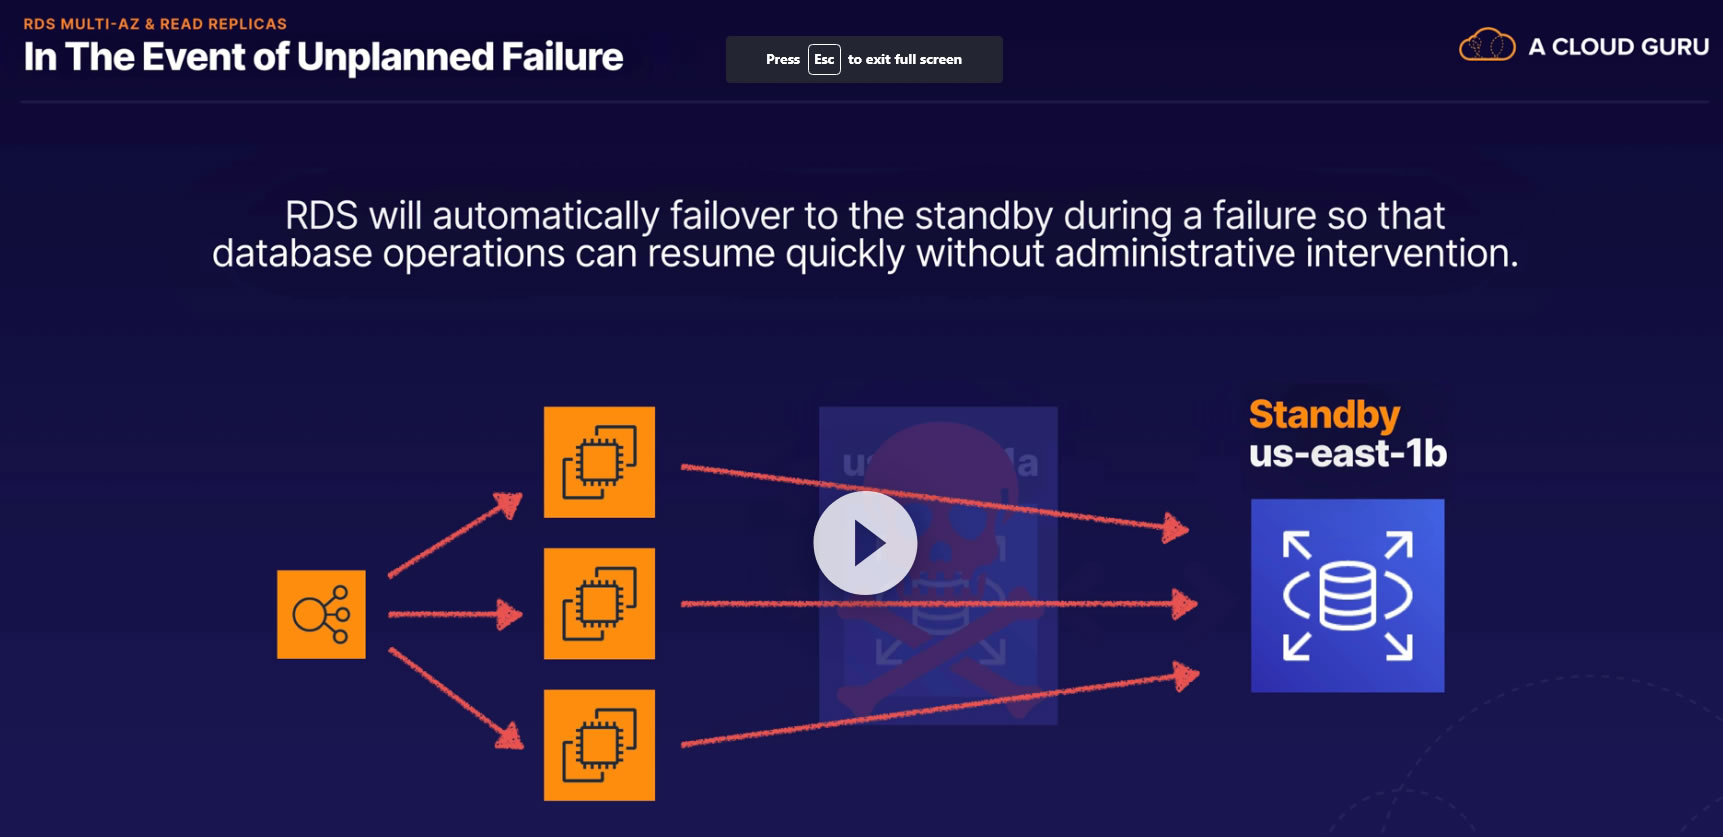 RDS MULTI-AZ & READ REPLICAS
In The Event of Unplanned Failure
Press Esc to exit full screen
A CLOUD GURU
RDS will automatically failover to the standby during a failure so that
database operations can resume quickly without administrative intervention.
Standby
us-east-1b